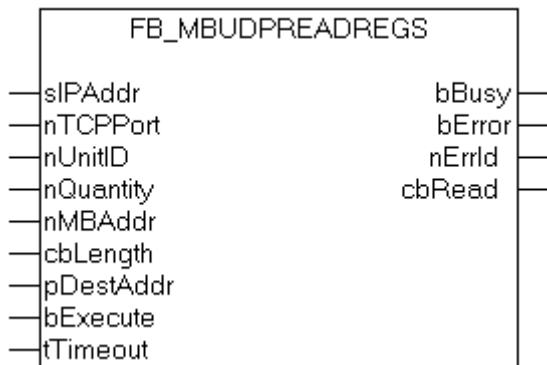 FB_MBUDPREADREGS
sIPAddr bBusy
nTCPPort bError
nUnitID nErrId
nQuantity cbRead
nMBAddr
cbLength
pDestAddr
bExecute
tTimeout